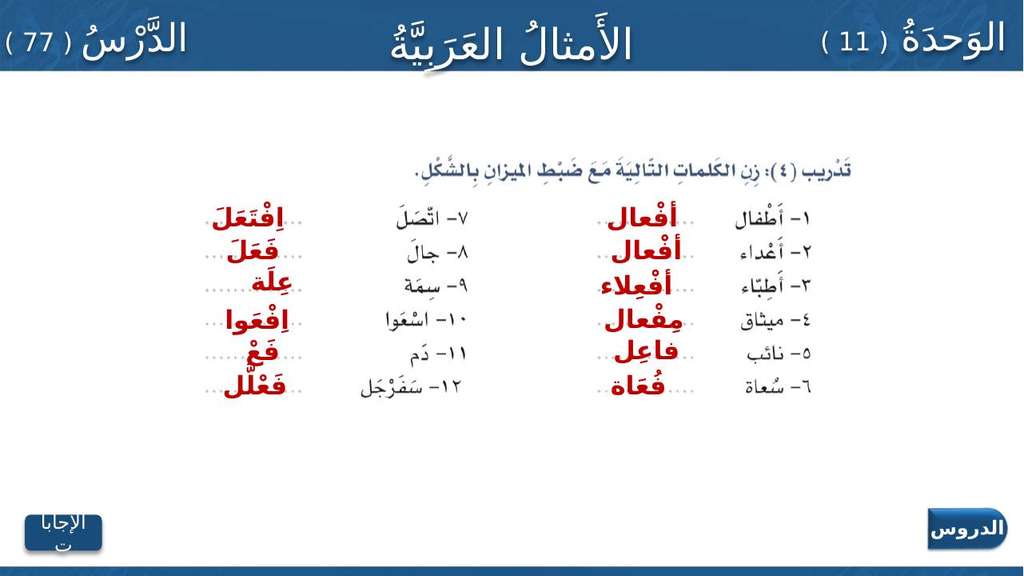 الوَحدَةُ ( 11 )
الأَمثالُ العَرَبِيَّةُ
الدَّرْسُ ( 77 )
تَدْريب (٤): زِنِ الكَلماتِ التّالِيَةَ مَعَ ضَبْطِ الميزانِ بِالشَّكْلِ.
١- أَطْفال أفْعال
٢- أَعْداء أفْعال
٣- أَطِبّاء أفْعِلاء
٤- ميثاق مِفْعال
٥- نائب فاعِل
٦- سُعاة فُعَاة
٧- اتّصَلَ اِفْتَعَلَ
٨- جالَ فَعَلَ
٩- سِمَة عِلَة
١٠- اسْعَوا اِفْعَوا
١١- دَم فَعْ
١٢- سَفَرْجَل فَعْلَّل
الدروس
الإجابا
ت